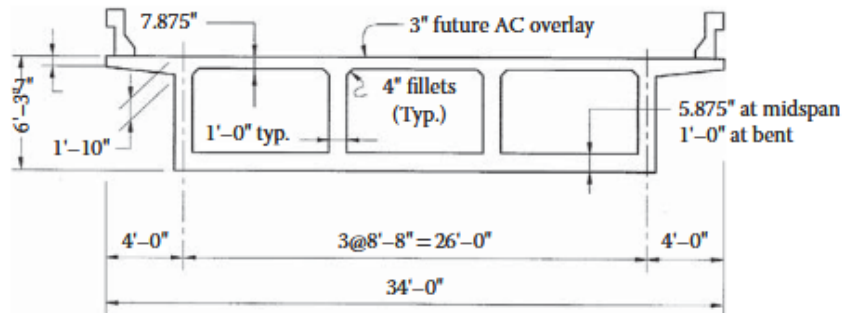 7.875"
3" future AC overlay
6'–3"
7"
4" fillets
(Typ.)
5.875" at midspan
1'–0" at bent
1'–0" typ.
1'–10"
4'–0"
3@8'–8" = 26'–0"
4'–0"
34'–0"